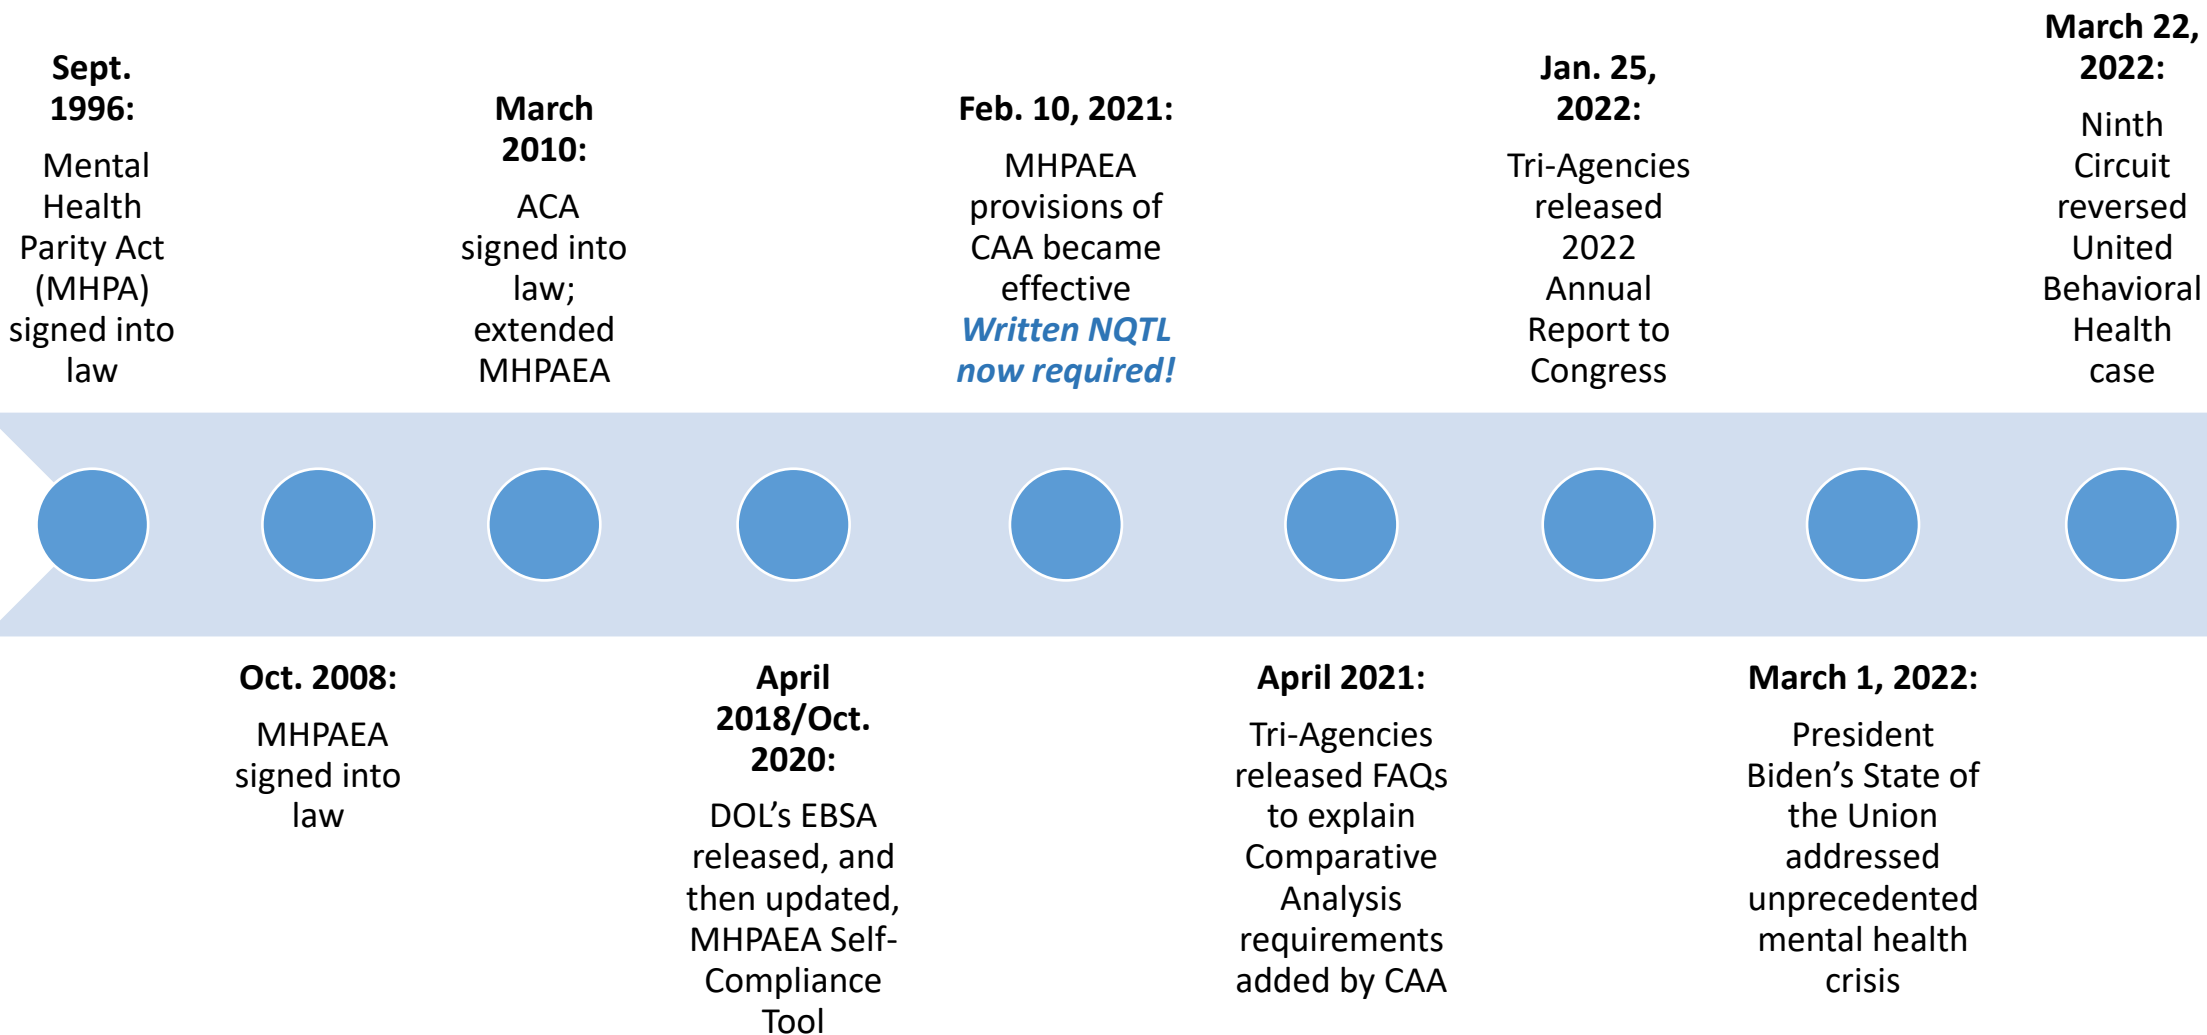 Sept.
1996:
Mental
Health
Parity Act
(MHPA)
signed into
law
Oct. 2008:
MHPAEA
signed into
law
March
2010:
ACA
signed into
law;
extended
MHPAEA
April
2018/Oct.
2020:
DOL’s EBSA
released, and
then updated,
MHPAEA Self-
Compliance
Tool
Feb. 10, 2021:
MHPAEA
provisions of
CAA became
effective
Written NQTL
now required!
April 2021:
Tri-Agencies
released FAQs
to explain
Comparative
Analysis
requirements
added by CAA
Jan. 25,
2022:
Tri-Agencies
released
2022
Annual
Report to
Congress
March 1, 2022:
President
Biden’s State of
the Union
addressed
unprecedented
mental health
crisis
March 22,
2022:
Ninth
Circuit
reversed
United
Behavioral
Health
case